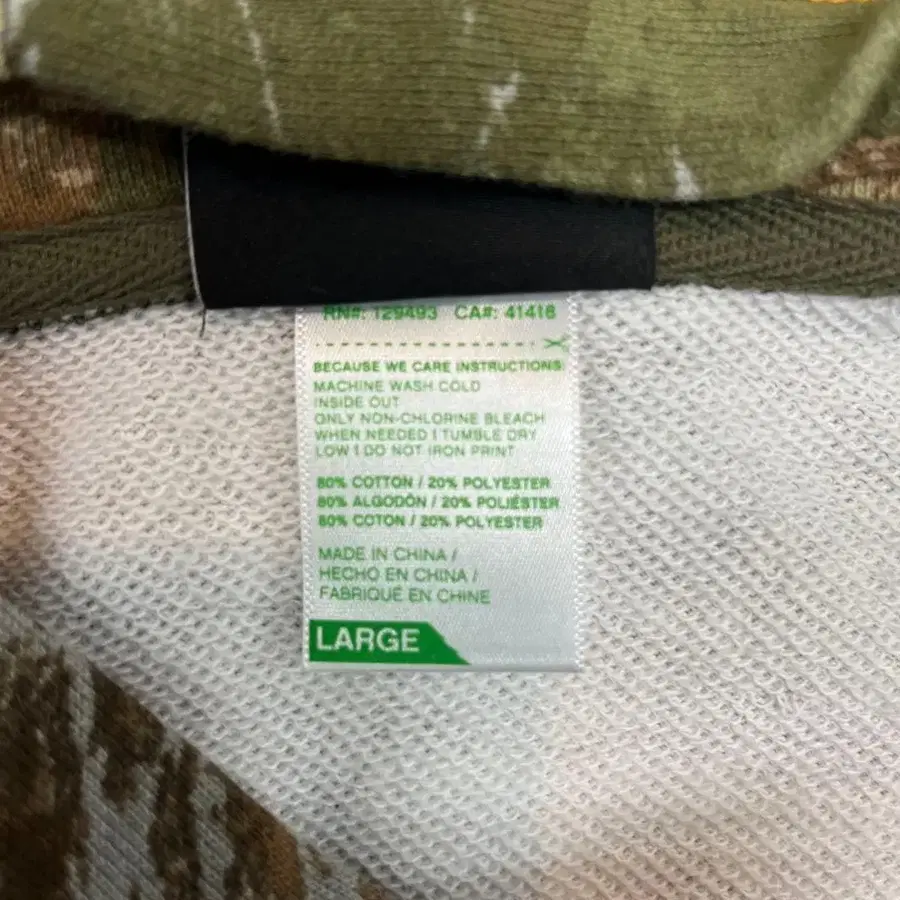 RN#: 129493 CA#: 41418
BECAUSE WE CARE INSTRUCTIONS
MACHINE WASH COLD
INSIDE OUT
ONLY NON-CHLORINE BLEACH
WHEN NEEDED I TUMBLE DRY
LOW I DO NOT IRON PRINT
80% COTTON / 20% POLYESTER
80% ALGODÓN / 20% POLIÉSTER
80% COTON / 20% POLYESTER
MADE IN CHINA /
HECHO EN CHINA /
FABRIQUÉ EN CHINE
LARGE